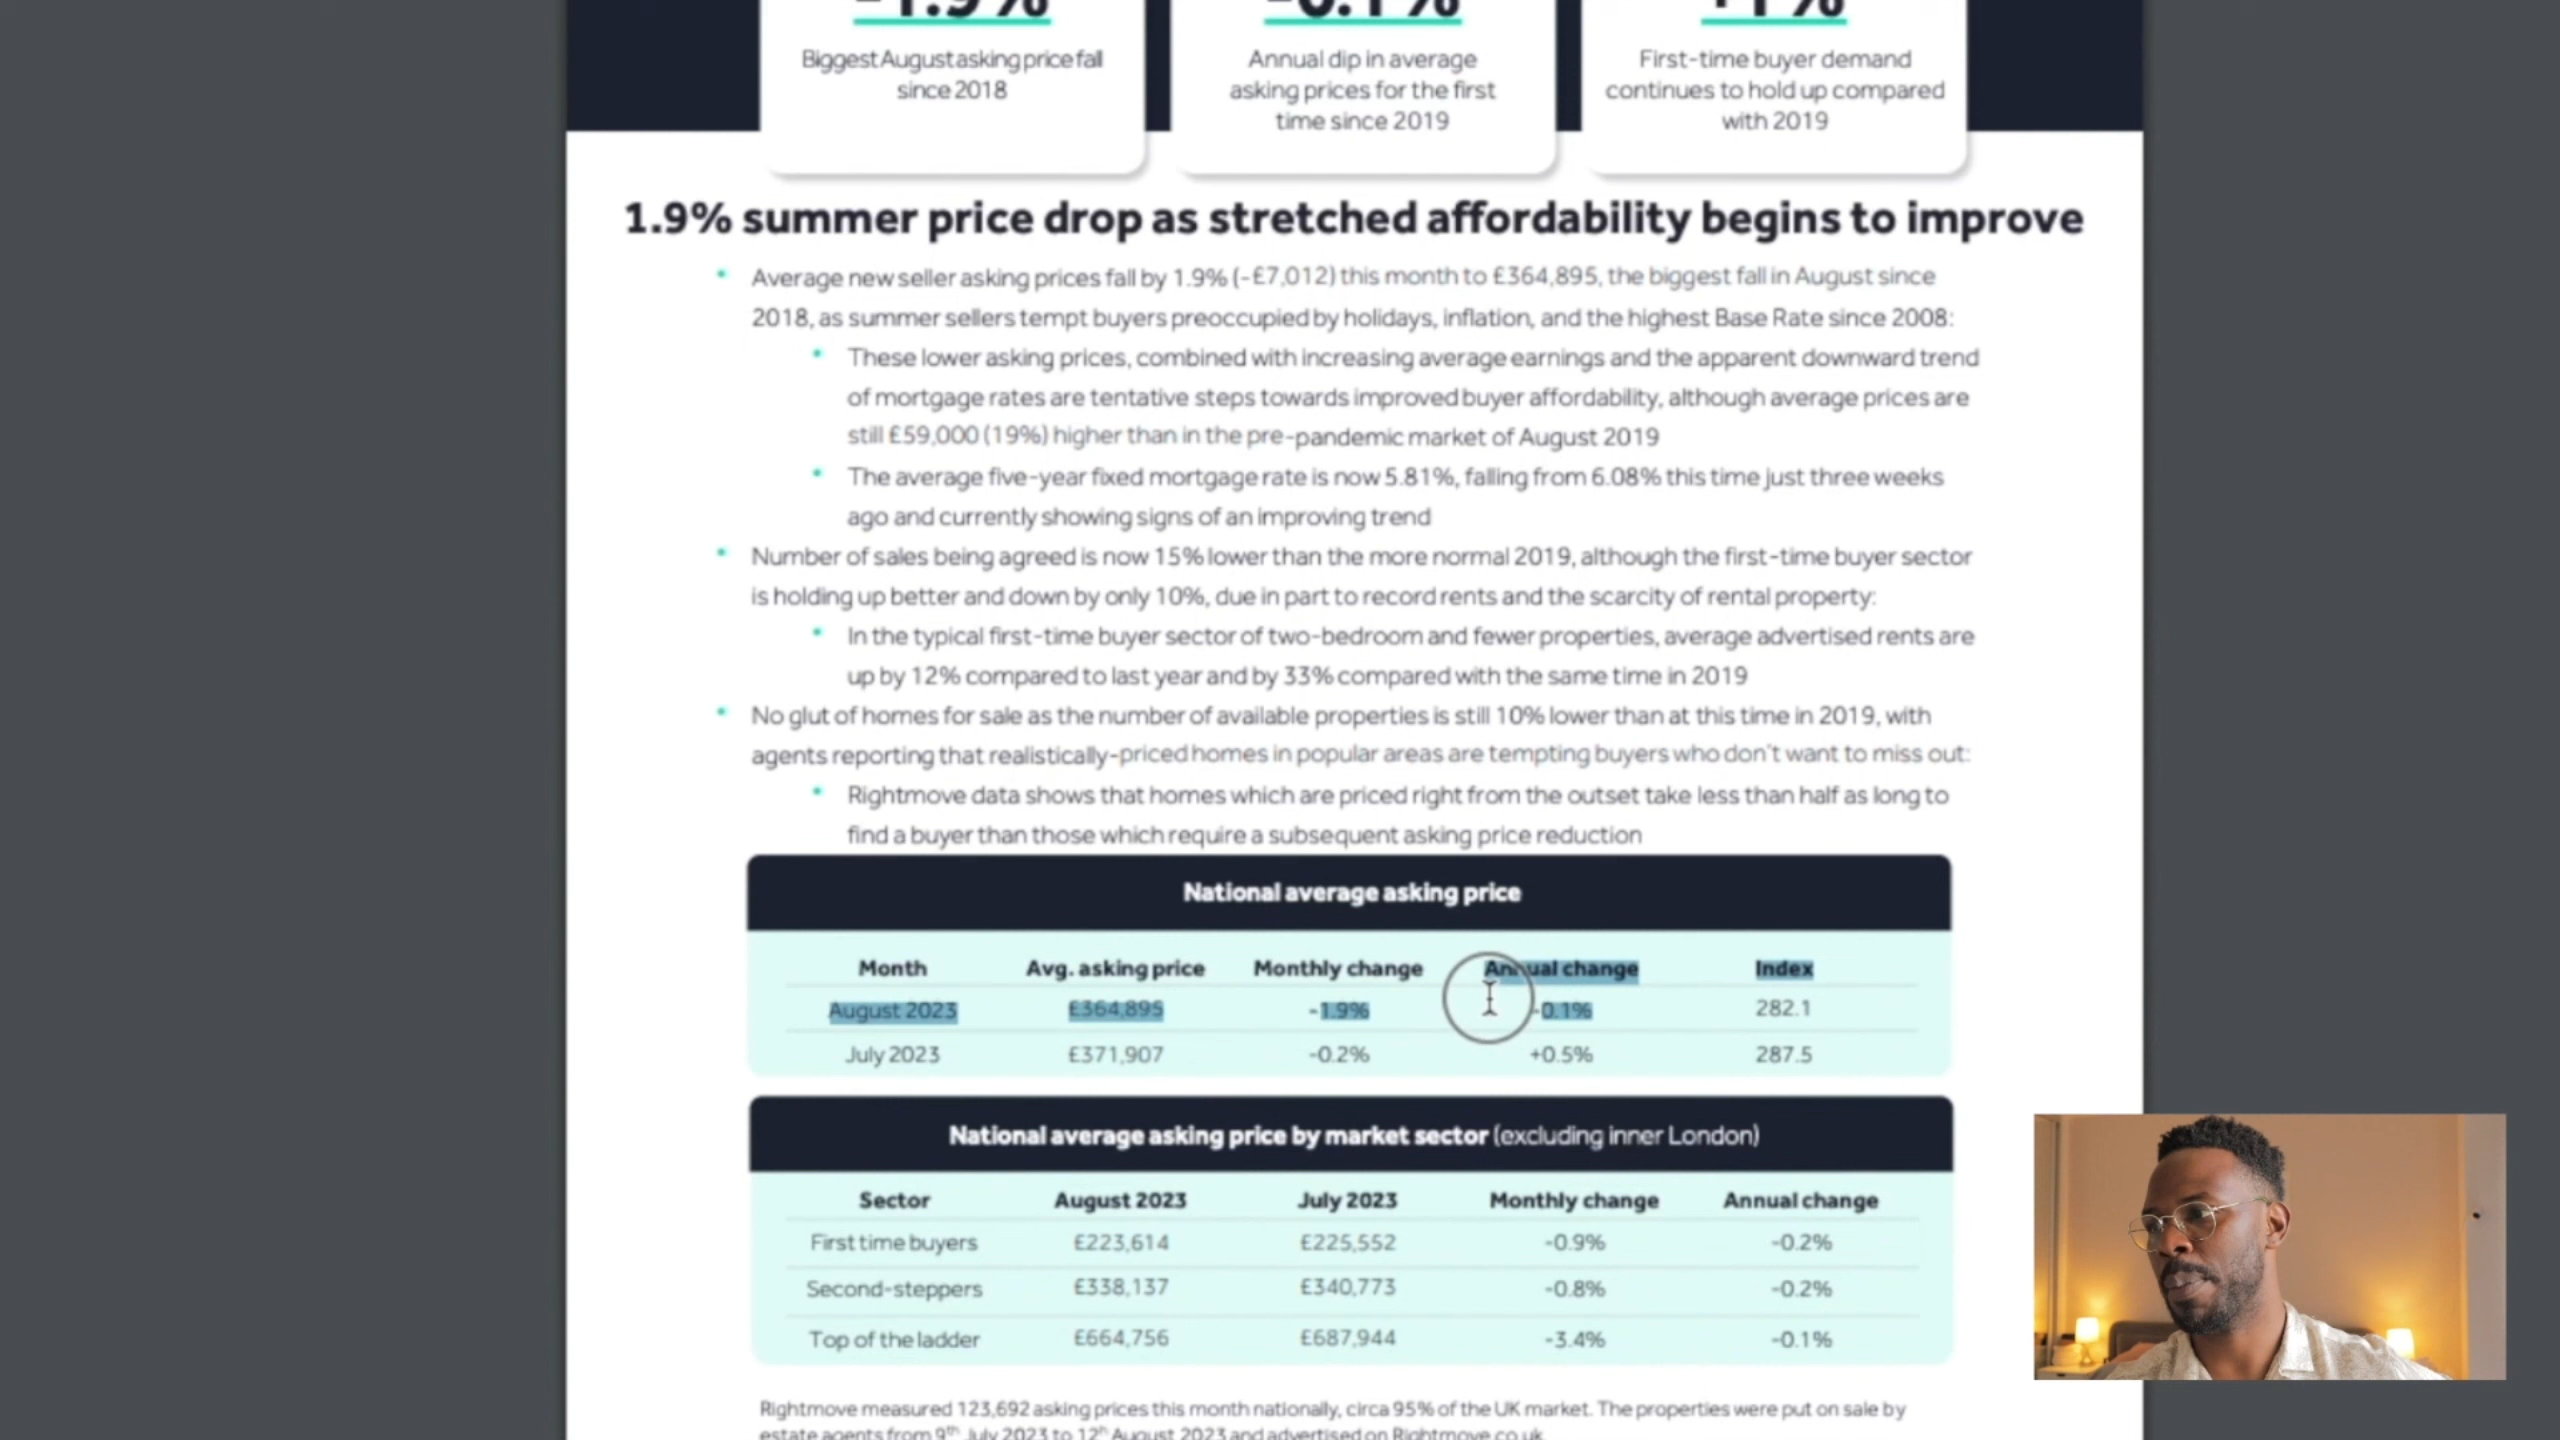 -1.9%
-0.1%
+1%
Biggest August asking price fall
since 2018
Annual dip in average
asking prices for the first
time since 2019
First-time buyer demand
continues to hold up compared
with 2019
1.9% summer price drop as stretched affordability begins to improve
• Average new seller asking prices fall by 1.9% (-£7,012) this month to £364,895, the biggest fall in August since
2018, as summer sellers tempt buyers preoccupied by holidays, inflation, and the highest Base Rate since 2008:
• These lower asking prices, combined with increasing average earnings and the apparent downward trend
of mortgage rates are tentative steps towards improved buyer affordability, although average prices are
still £59,000 (19%) higher than in the pre-pandemic market of August 2019
• The average five-year fixed mortgage rate is now 5.81%, falling from 6.08% this time just three weeks
ago and currently showing signs of an improving trend
• Number of sales being agreed is now 15% lower than the more normal 2019, although the first-time buyer sector
is holding up better and down by only 10%, due in part to record rents and the scarcity of rental property:
• In the typical first-time buyer sector of two-bedroom and fewer properties, average advertised rents are
up by 12% compared to last year and by 33% compared with the same time in 2019
• No glut of homes for sale as the number of available properties is still 10% lower than at this time in 2019, with
agents reporting that realistically-priced homes in popular areas are tempting buyers who don't want to miss out:
• Rightmove data shows that homes which are priced right from the outset take less than half as long to
find a buyer than those which require a subsequent asking price reduction
National average asking price
Month Avg. asking price Monthly change Annual change Index
August 2023 £364,895 -1.9% -0.1% 282.1
July 2023 £371,907 -0.2% +0.5% 287.5
National average asking price by market sector (excluding inner London)
Sector August 2023 July 2023 Monthly change Annual change
First time buyers £223,614 £225,552 -0.9% -0.2%
Second-steppers £338,137 £340,773 -0.8% -0.2%
Top of the ladder £664,756 £687,944 -3.4% -0.1%
Rightmove measured 123,692 asking prices this month nationally, circa 95% of the UK market. The properties were put on sale by
estate agents from 9th July 2023 to 12th August 2023 and advertised on Rightmove.co.uk.